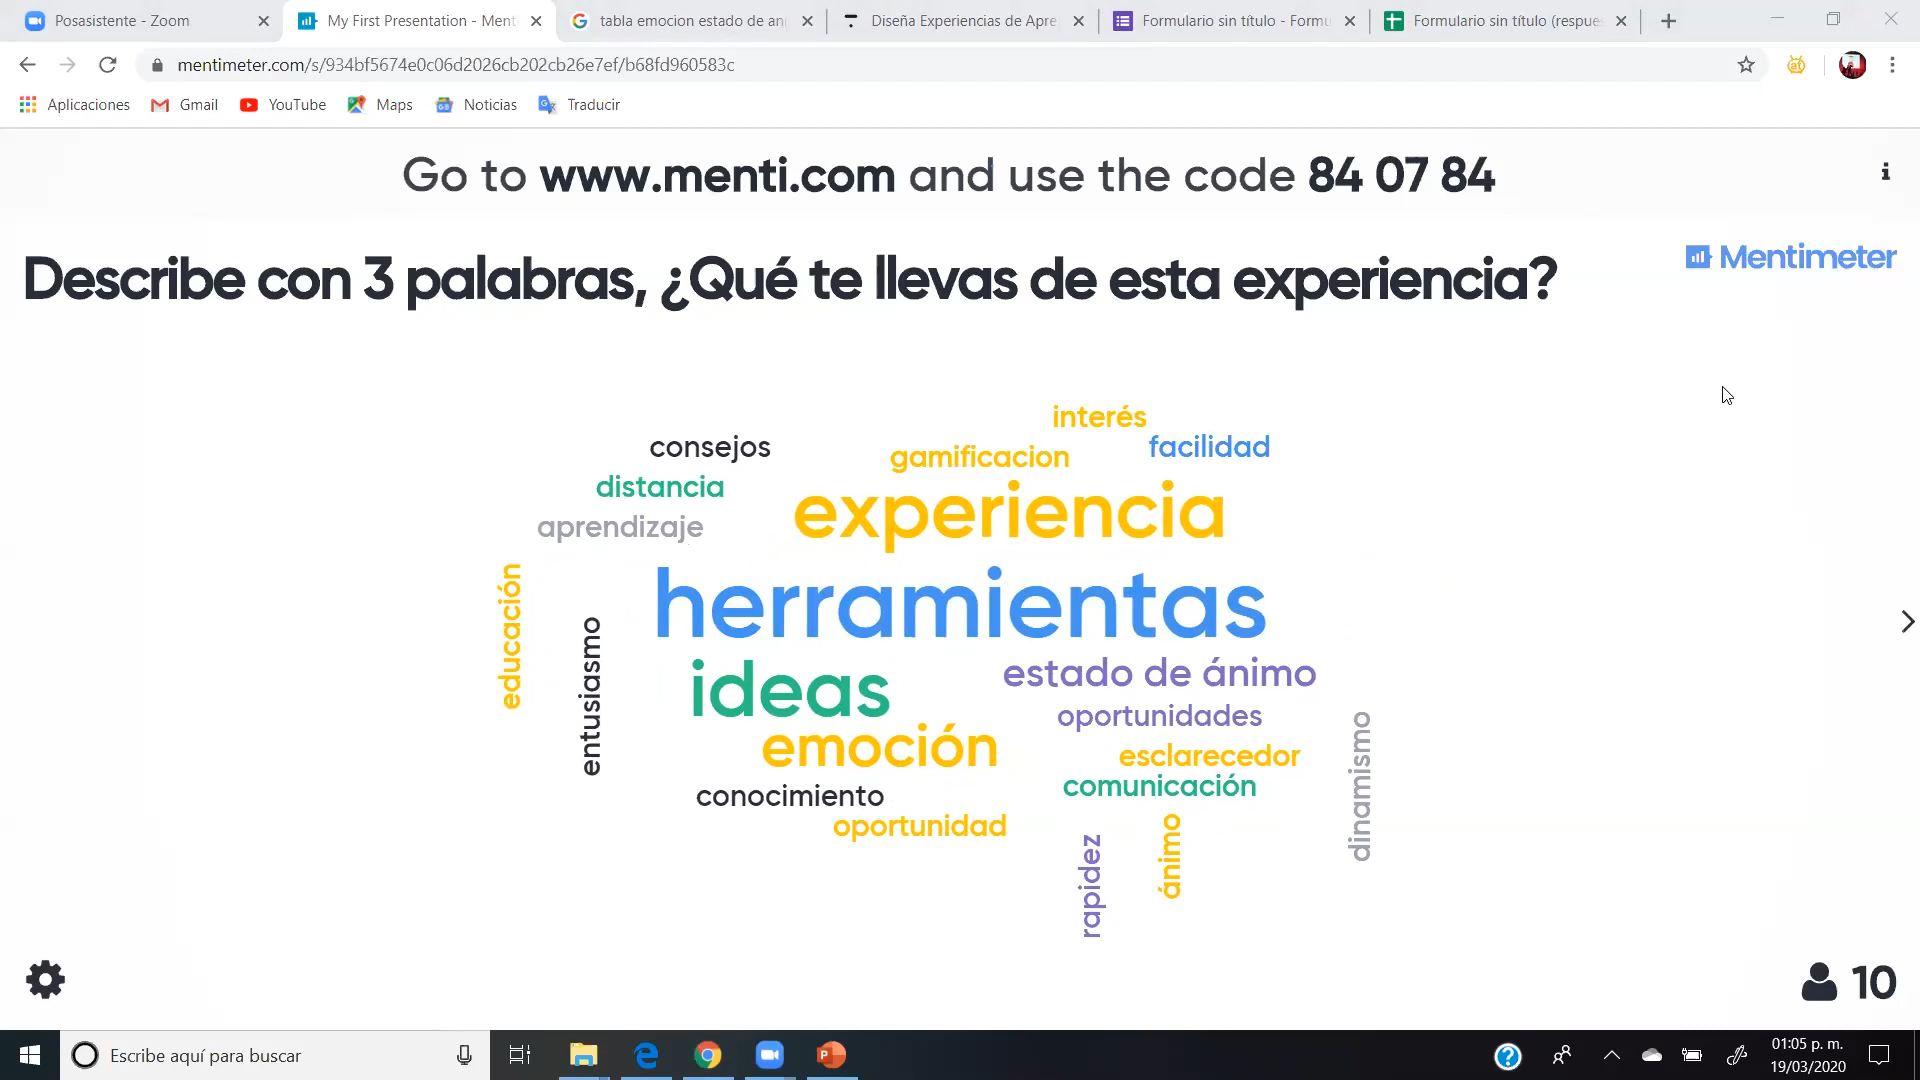 Posasistente - Zoom
My First Presentation - Ment
tabla emocion estado de an
Diseña Experiencias de Apre
Formulario sin título - Formu
Formulario sin título (respues
mentimeter.com/s/934bf5674e0c06d2026cb202cb26e7ef/b68fd960583c
Aplicaciones
Gmail
YouTube
Maps
Noticias
Traducir
Go to www.menti.com and use the code 84 07 84
Describe con 3 palabras, ¿Qué te llevas de esta experiencia?
Mentimeter
interés
consejos
facilidad
gamificacion
distancia
experiencia
aprendizaje
educación
herramientas
entusiasmo
estado de ánimo
ideas
oportunidades
emoción
esclarecedor
dinamismo
comunicación
conocimiento
oportunidad
ánimo
rapidez
10
Escribe aquí para buscar
01:05 p. m.
19/03/2020